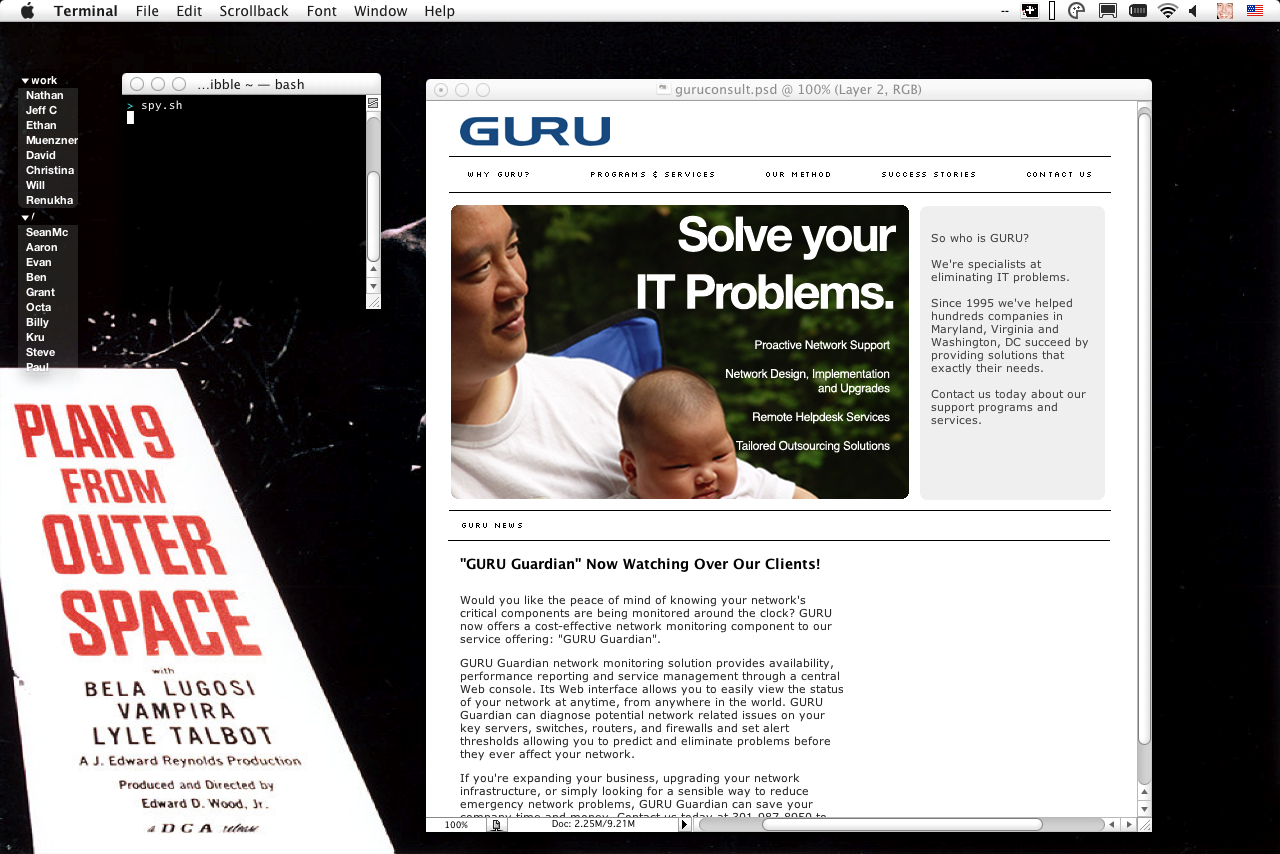 Terminal File Edit Scrollback Font Window Help
--
work
Nathan
Jeff C
Ethan
Muenzner
David
Christina
Will
Renukha
/
SeanMc
Aaron
Evan
Ben
Grant
Octa
Billy
Kru
Steve
Paul
...ibble ~ — bash
> spy.sh
PLAN 9
FROM
OUTER
SPACE
with
BELA LUGOSI
VAMPIRA
LYLE TALBOT
A J. Edward Reynolds Production
Produced and Directed by
Edward D. Wood, Jr.
a DCA release
guruconsult.psd @ 100% (Layer 2, RGB)
GURU
WHY GURU? PROGRAMS & SERVICES OUR METHOD SUCCESS STORIES CONTACT US
Solve your
IT Problems.
Proactive Network Support
Network Design, Implementation
and Upgrades
Remote Helpdesk Services
Tailored Outsourcing Solutions
So who is GURU?
We're specialists at
eliminating IT problems.
Since 1995 we've helped
hundreds companies in
Maryland, Virginia and
Washington, DC succeed by
providing solutions that
exactly their needs.
Contact us today about our
support programs and
services.
GURU NEWS
"GURU Guardian" Now Watching Over Our Clients!
Would you like the peace of mind of knowing your network's
critical components are being monitored around the clock? GURU
now offers a cost-effective network monitoring component to our
service offering: "GURU Guardian".
GURU Guardian network monitoring solution provides availability,
performance reporting and service management through a central
Web console. Its Web interface allows you to easily view the status
of your network at anytime, from anywhere in the world. GURU
Guardian can diagnose potential network related issues on your
key servers, switches, routers, and firewalls and set alert
thresholds allowing you to predict and eliminate problems before
they ever affect your network.
If you're expanding your business, upgrading your network
infrastructure, or simply looking for a sensible way to reduce
emergency network problems, GURU Guardian can save your
company time and money. Contact us today at 301-987-8950 to
100% Doc: 2.25M/9.21M